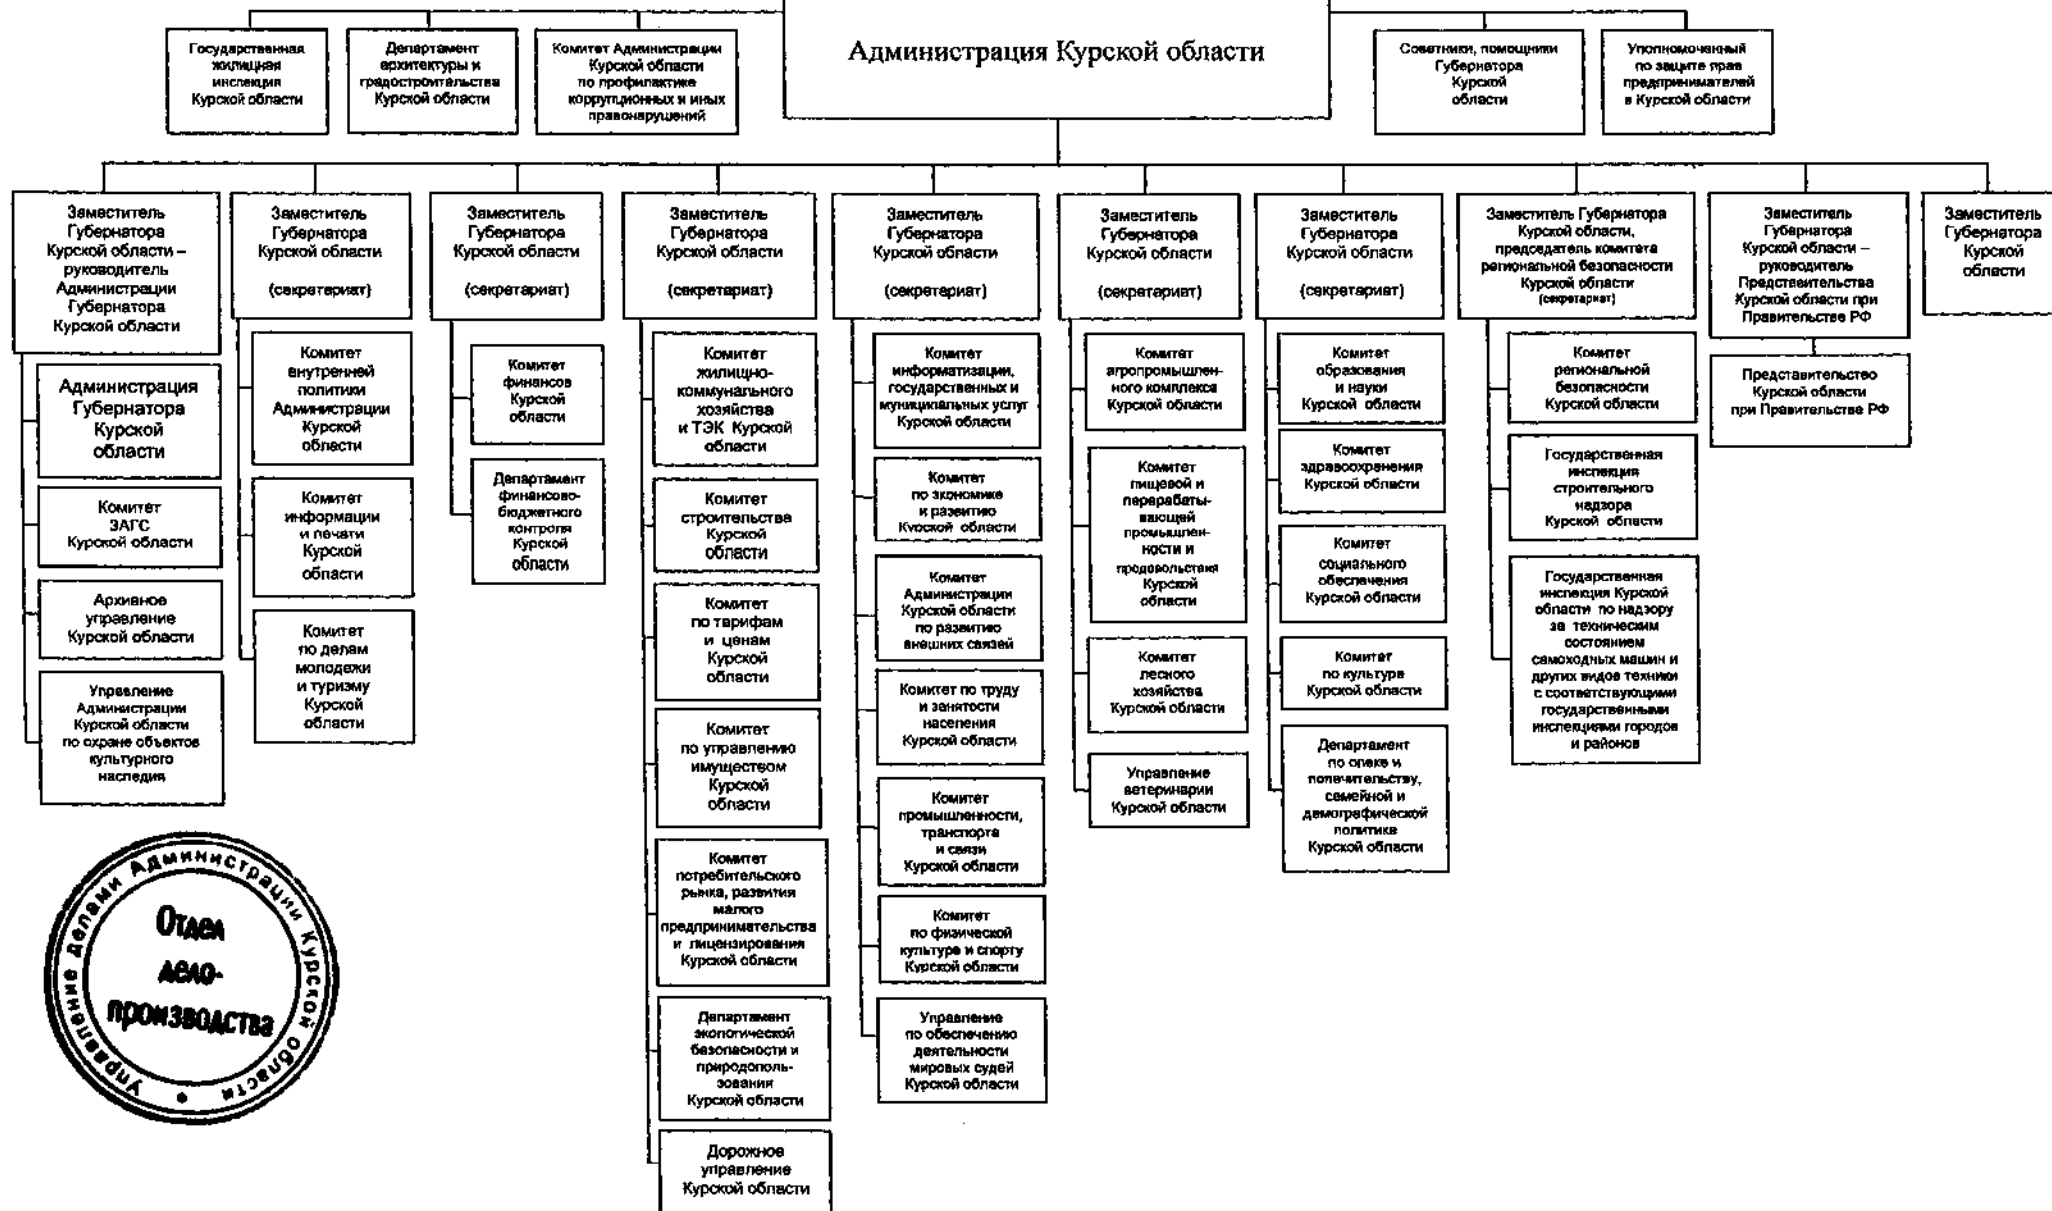 Администрация Курской области
Государственная
жилищная
инспекция
Курской области
Департамент
архитектуры и
градостроительства
Курской области
Комитет Администрации
Курской области
по профилактике
коррупционных и иных
правонарушений
Советники, помощники
Губернатора
Курской
области
Уполномоченный
по защите прав
предпринимателей
в Курской области
Заместитель
Губернатора
Курской области –
руководитель
Администрации
Губернатора
Курской области
Администрация
Губернатора
Курской
области
Комитет
ЗАГС
Курской области
Архивное
управление
Курской области
Управление
Администрации
Курской области
по охране объектов
культурного
наследия
Заместитель
Губернатора
Курской области
(секретариат)
Комитет
внутренней
политики
Администрации
Курской
области
Комитет
информации
и печати
Курской
области
Комитет
по делам
молодежи
и туризму
Курской
области
Заместитель
Губернатора
Курской области
(секретариат)
Комитет
финансов
Курской
области
Департамент
финансово-
бюджетного
контроля
Курской
области
Заместитель
Губернатора
Курской области
(секретариат)
Комитет
жилищно-
коммунального
хозяйства
и ТЭК Курской
области
Комитет
строительства
Курской
области
Комитет
по тарифам
и ценам
Курской
области
Комитет
по управлению
имуществом
Курской
области
Комитет
потребительского
рынка, развития
малого
предпринимательства
и лицензирования
Курской области
Департамент
экологической
безопасности и
природополь-
зования
Курской области
Дорожное
управление
Курской области
Заместитель
Губернатора
Курской области
(секретариат)
Комитет
информатизации,
государственных и
муниципальных услуг
Курской области
Комитет
по экономике
и развитию
Курской области
Комитет
Администрации
Курской области
по развитию
внешних связей
Комитет по труду
и занятости
населения
Курской области
Комитет
промышленности,
транспорта
и связи
Курской области
Комитет
по физической
культуре и спорту
Курской области
Управление
по обеспечению
деятельности
мировых судей
Курской области
Заместитель
Губернатора
Курской области
(секретариат)
Комитет
агропромышлен-
ного комплекса
Курской области
Комитет
пищевой и
перерабаты-
вающей
промышлен-
ности и
продовольствия
Курской
области
Комитет
лесного
хозяйства
Курской области
Управление
ветеринарии
Курской области
Заместитель
Губернатора
Курской области
(секретариат)
Комитет
образования
и науки
Курской области
Комитет
здравоохранения
Курской области
Комитет
социального
обеспечения
Курской области
Комитет
по культуре
Курской области
Департамент
по опеке и
попечительству,
семейной и
демографической
политике
Курской области
Заместитель Губернатора
Курской области,
председатель комитета
региональной безопасности
Курской области
(секретариат)
Комитет
региональной
безопасности
Курской области
Государственная
инспекция
строительного
надзора
Курской области
Государственная
инспекция Курской
области по надзору
за техническим
состоянием
самоходных машин и
других видов техники
с соответствующими
государственными
инспекциями городов
и районов
Заместитель
Губернатора
Курской области –
руководитель
Представительства
Курской области при
Правительстве РФ
Представительство
Курской области
при Правительстве РФ
Заместитель
Губернатора
Курской
области
Управление делами Администрации Курской области
Отдел
дело-
производства